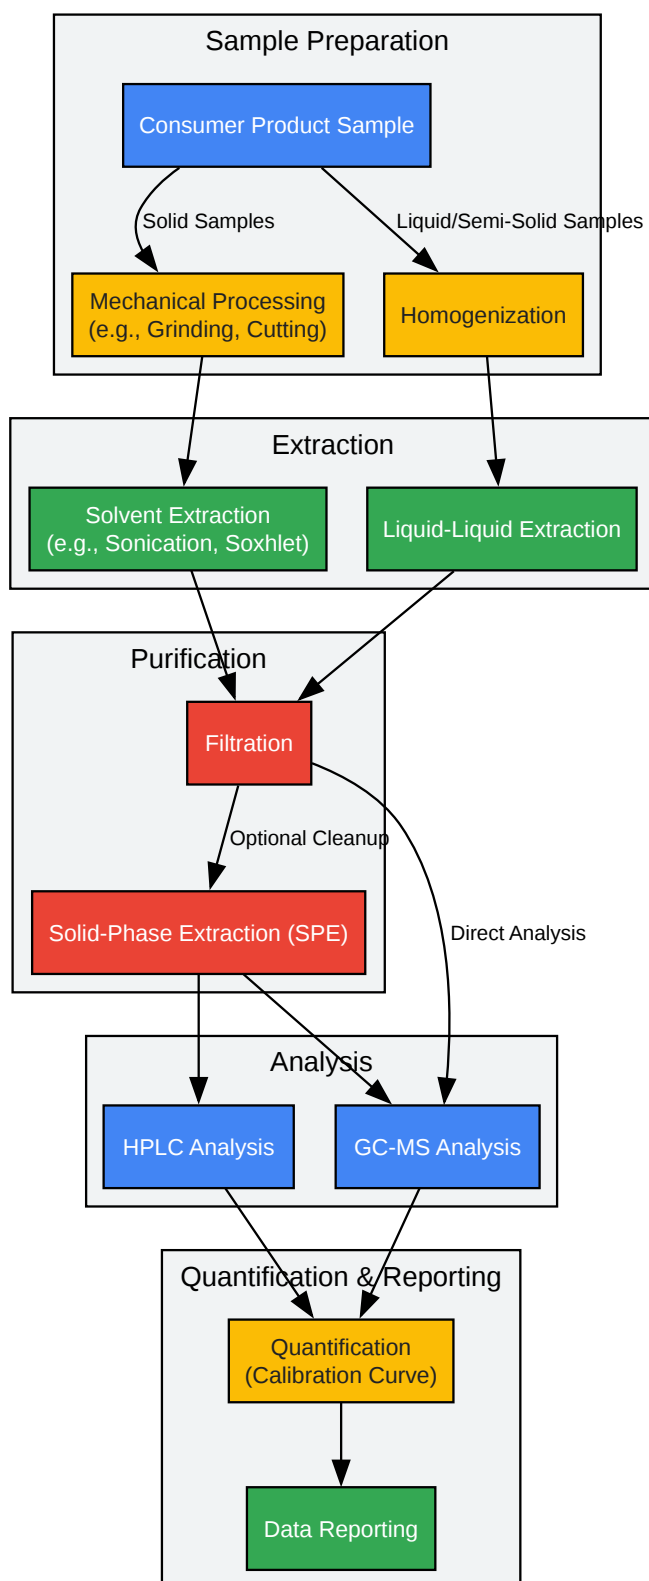 Sample Preparation
Consumer Product Sample
Solid Samples
Liquid/Semi-Solid Samples
Mechanical Processing
(e.g., Grinding, Cutting)
Homogenization
Extraction
Solvent Extraction
(e.g., Sonication, Soxhlet)
Liquid-Liquid Extraction
Purification
Filtration
Optional Cleanup
Solid-Phase Extraction (SPE)
Direct Analysis
Analysis
HPLC Analysis
GC-MS Analysis
Quantification & Reporting
Quantification
(Calibration Curve)
Data Reporting